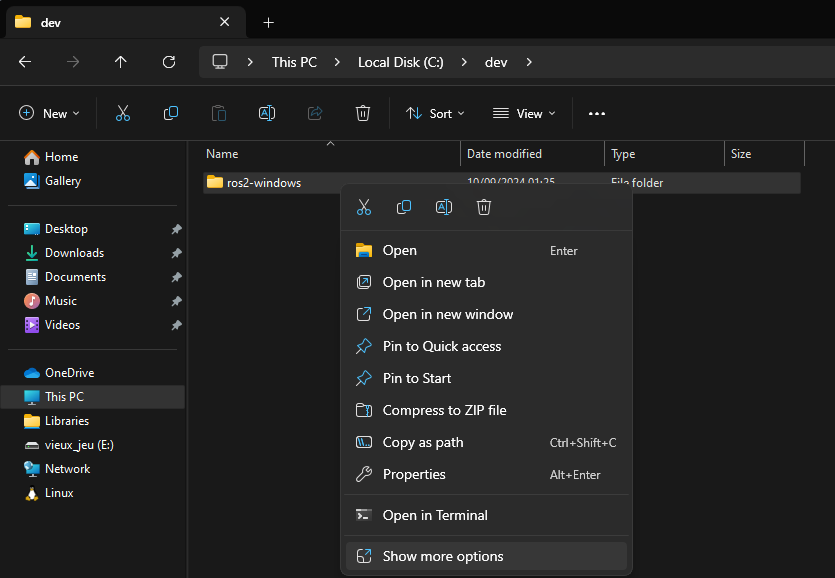 dev
This PC > Local Disk (C:) > dev >
New
Sort
View
Name Date modified Type Size
ros2-windows 10/09/2024 01:25 File folder
Home
Gallery
Desktop
Downloads
Documents
Music
Videos
OneDrive
This PC
Libraries
vieux_jeu (E:)
Network
Linux
Open Enter
Open in new tab
Open in new window
Pin to Quick access
Pin to Start
Compress to ZIP file
Copy as path Ctrl+Shift+C
Properties Alt+Enter
Open in Terminal
Show more options